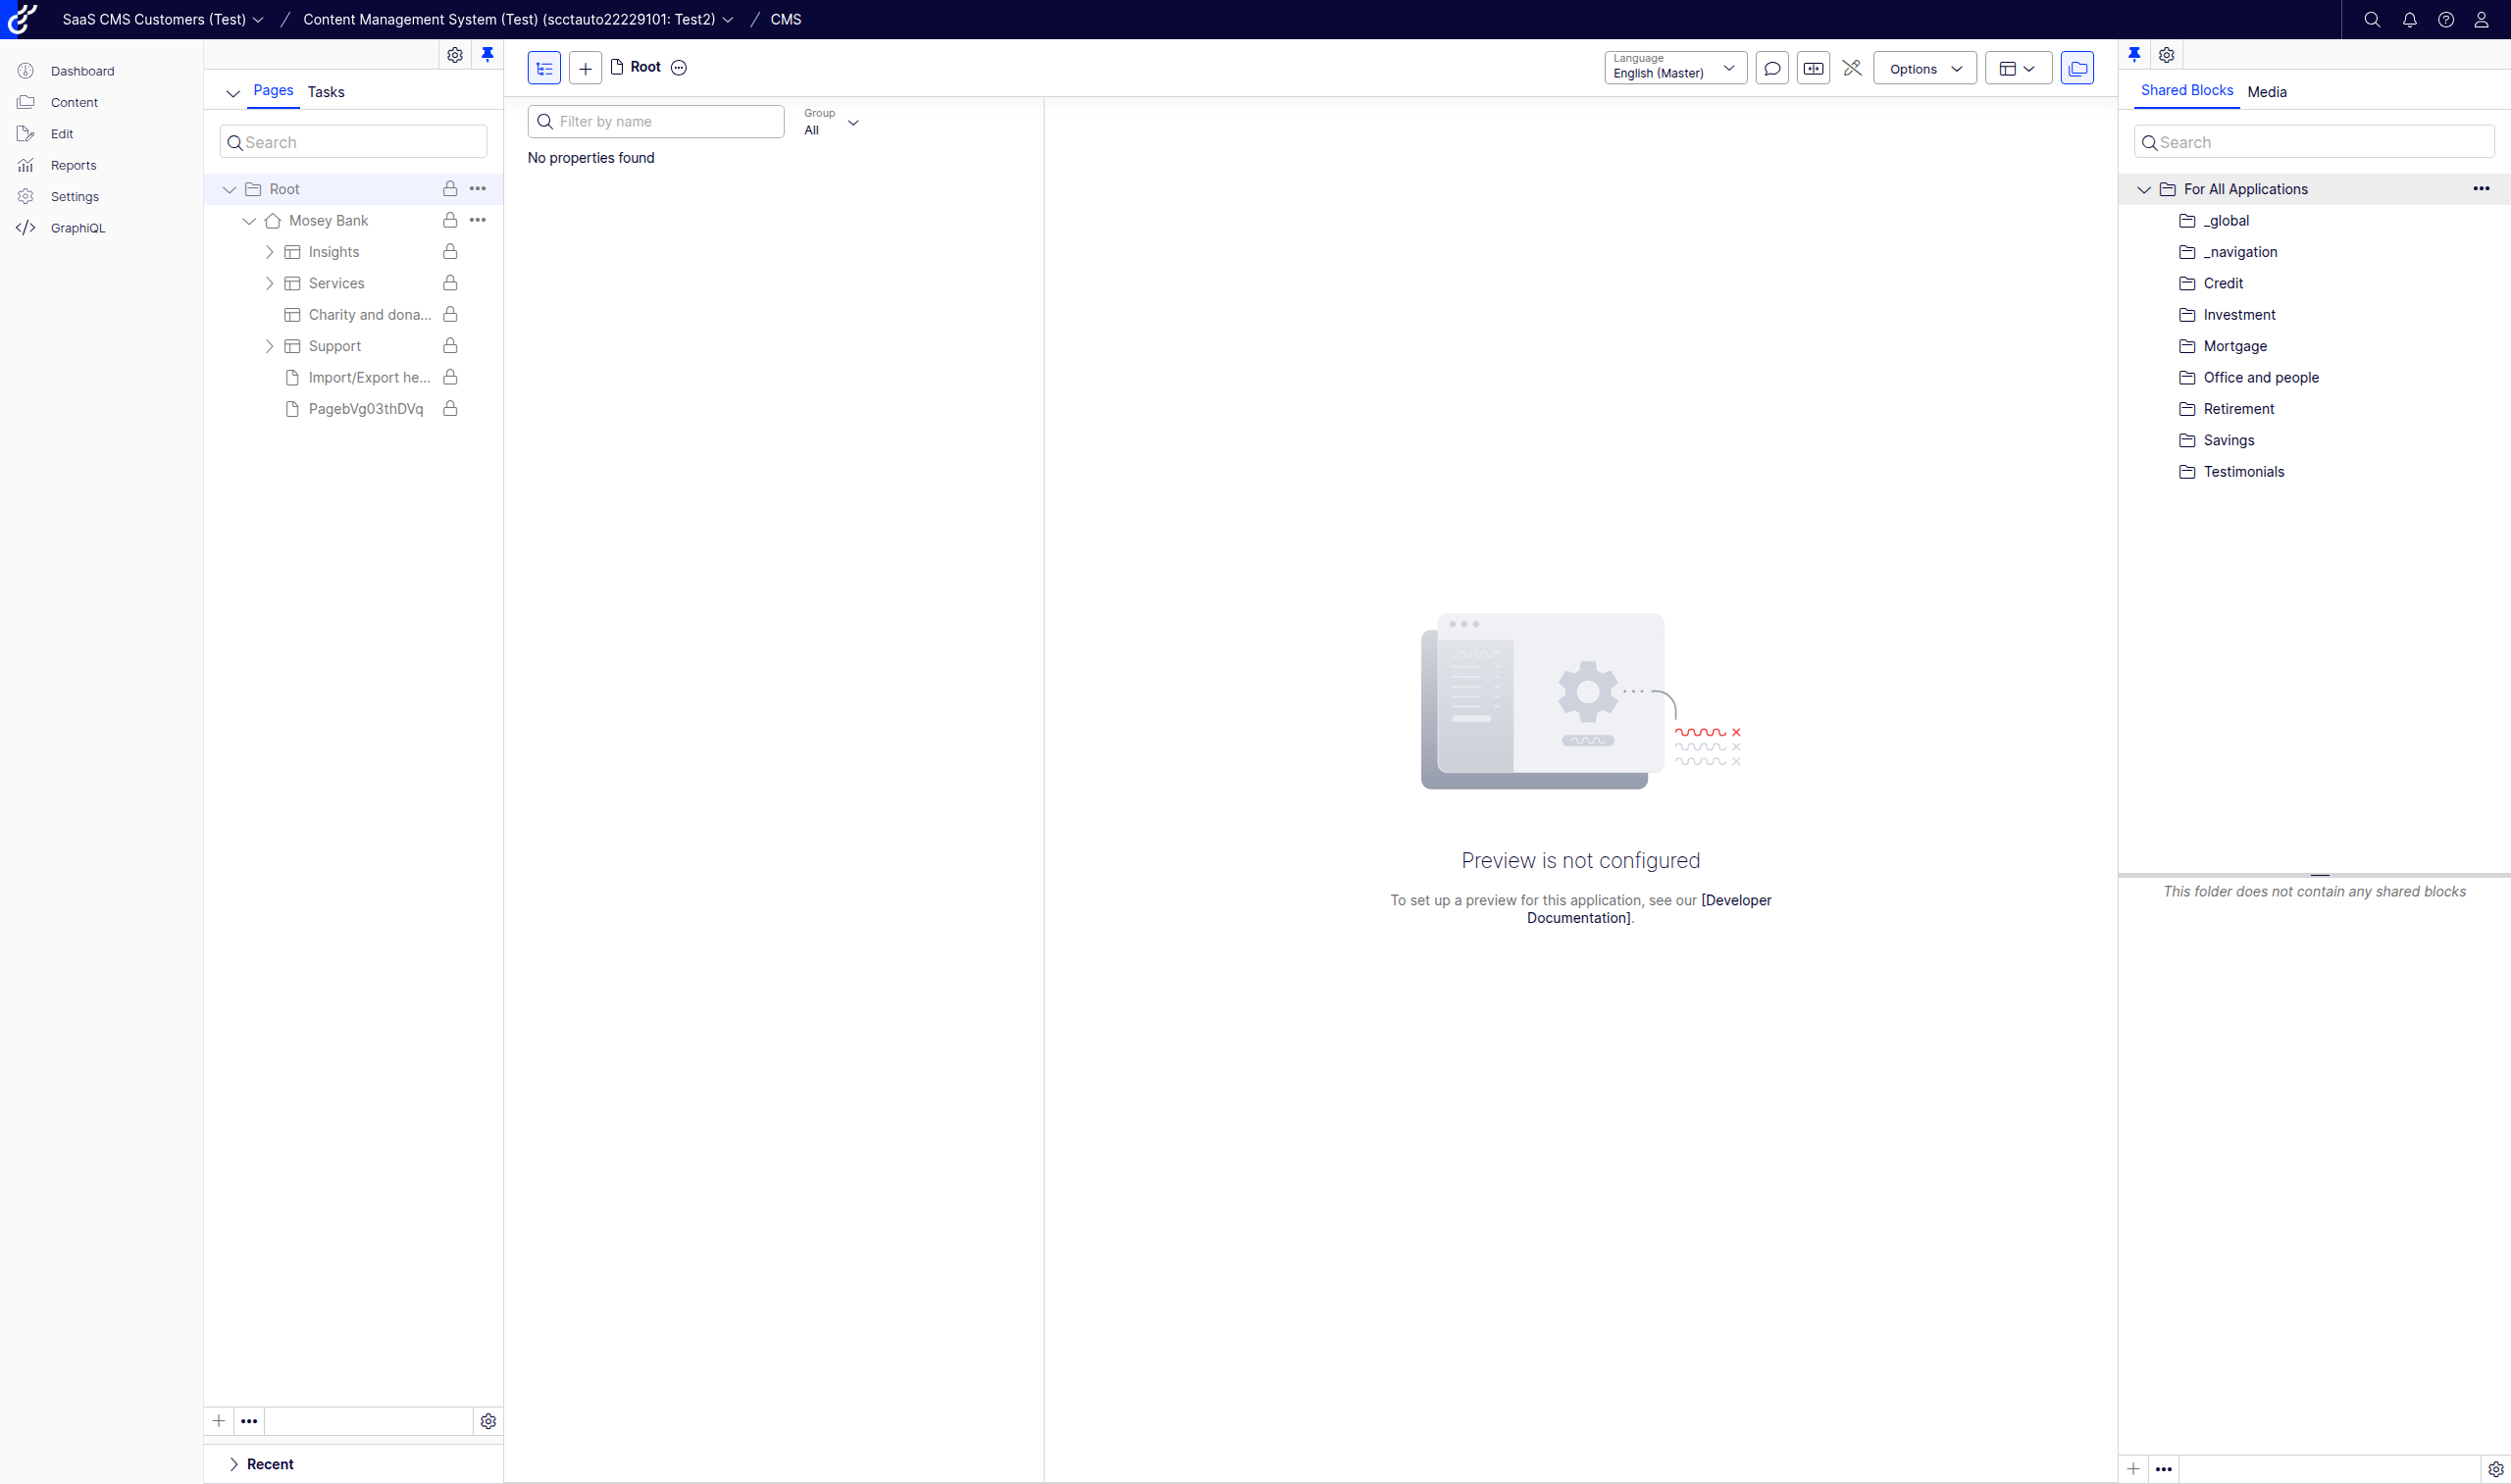 SaaS CMS Customers (Test) / Content Management System (Test) (scctauto22229101: Test2) / CMS
Dashboard
Content
Edit
Reports
Settings
GraphiQL
Pages Tasks
Search
Root
Mosey Bank
Insights
Services
Charity and dona...
Support
Import/Export he...
PagebVg03thDVq
Recent
Root
Language
English (Master)
Options
Filter by name
Group
All
No properties found
Preview is not configured
To set up a preview for this application, see our [Developer
Documentation].
Shared Blocks Media
Search
For All Applications
_global
_navigation
Credit
Investment
Mortgage
Office and people
Retirement
Savings
Testimonials
This folder does not contain any shared blocks